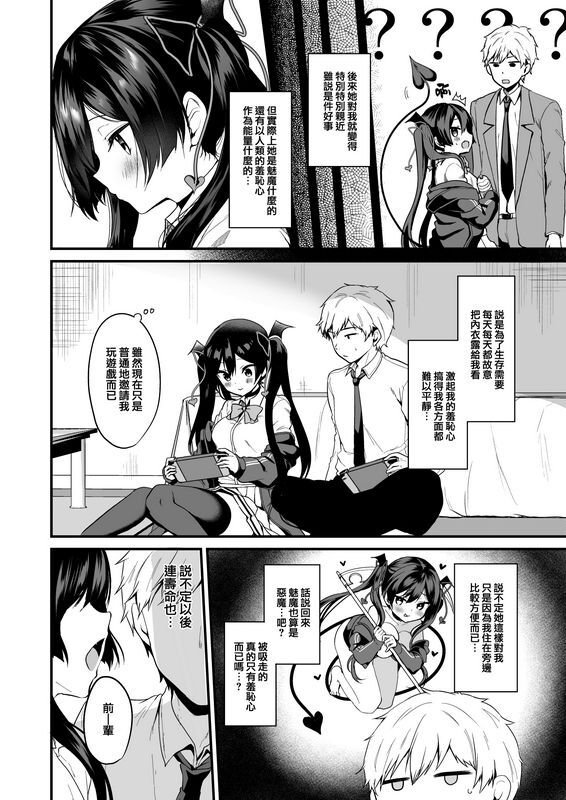 ？？？？
後來她對我就變得
特別特別親近
雖說是件好事
但實際上她是魅魔什麼的
還有以人類的羞恥心
作為能量什麼的…
說是為了生存需要
每天每天都故意
把內衣露給我看
激起我的羞恥心
搞得我各方面都
難以平靜…
雖然現在只是
普通地邀請我
玩遊戲而已
說不定她這樣對我
只是因為我住在旁邊
比較方便而已…
話說回來
魅魔也算是
惡魔…吧?
被吸走的
真的只有羞恥心
而已嗎…?
說不定以後
連壽命也…
前—輩